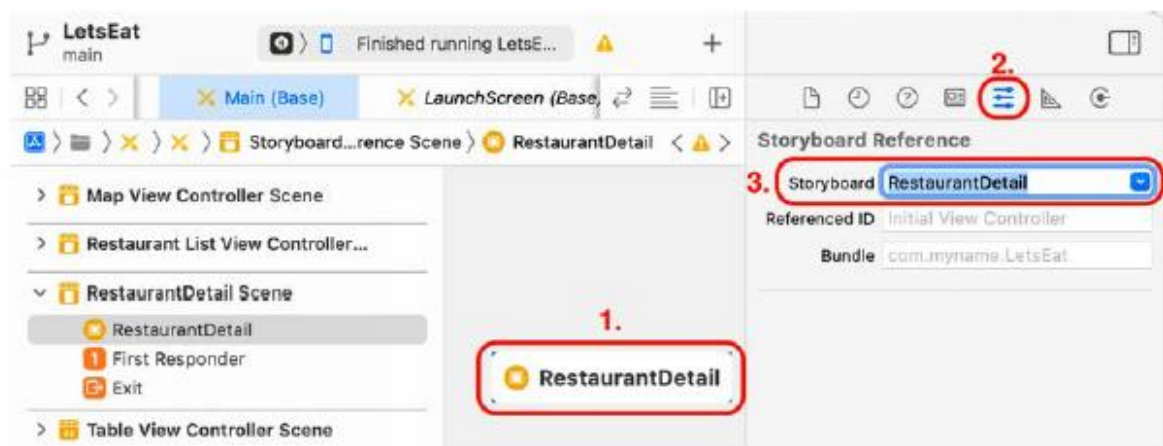 LetsEat
main
Finished running LetsE...
2.
Main (Base)
LaunchScreen (Base)
Storyboard...rence Scene
RestaurantDetail
Storyboard Reference
3.
Storyboard RestaurantDetail
Referenced ID Initial View Controller
Bundle com.myname.LetsEat
Map View Controller Scene
Restaurant List View Controller...
RestaurantDetail Scene
RestaurantDetail
First Responder
Exit
Table View Controller Scene
1.
RestaurantDetail